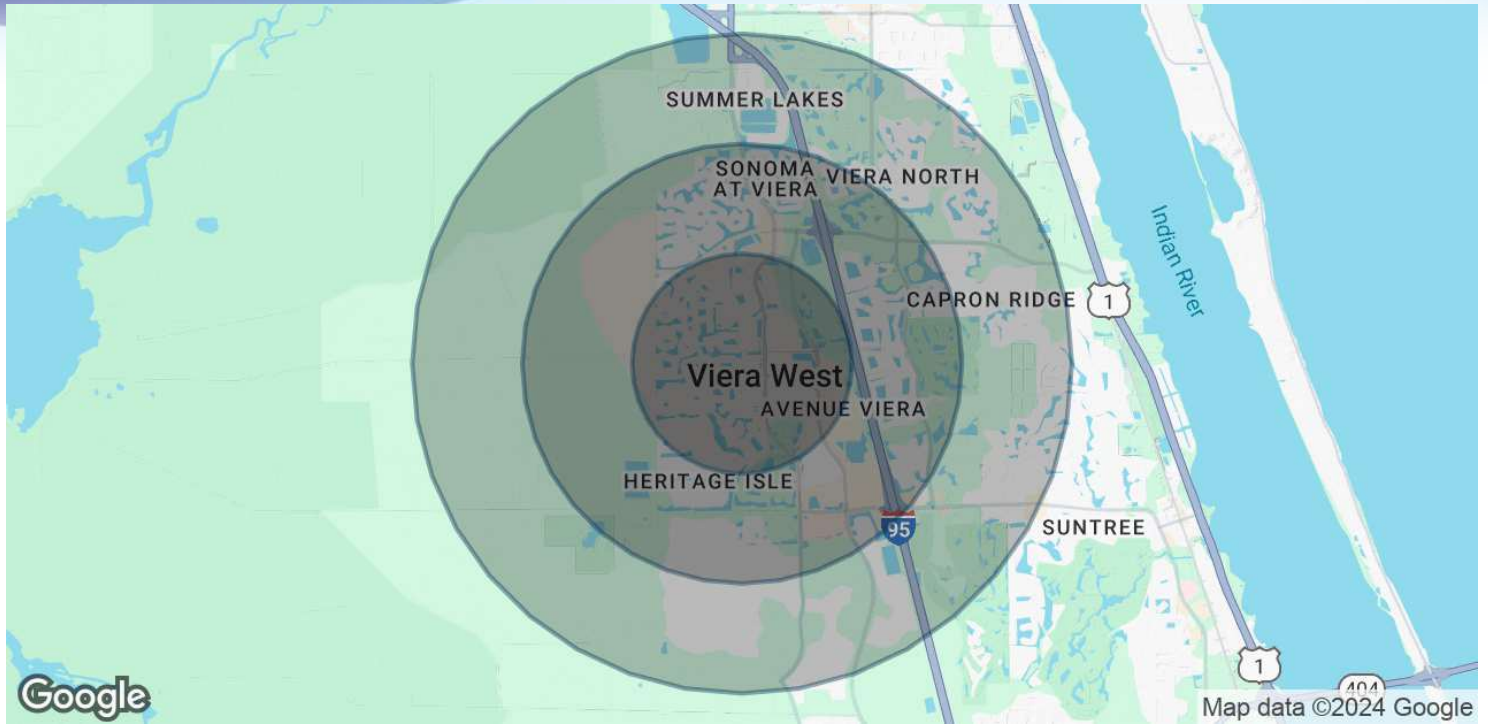 SUMMER LAKES
SONOMA
AT VIERA
VIERA NORTH
Indian River
CAPRON RIDGE
1
Viera West
AVENUE VIERA
HERITAGE ISLE
95
SUNTREE
1
404
Google
Map data ©2024 Google